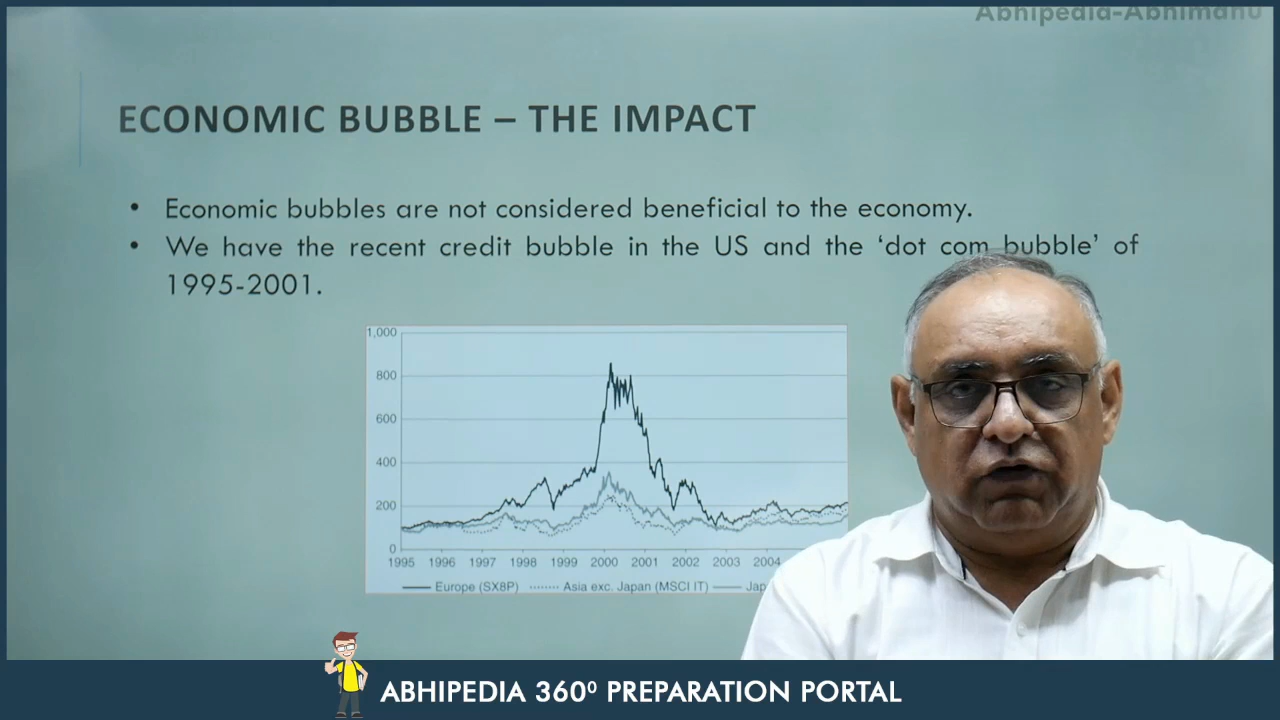 Abhipedia-Abhimanu
ECONOMIC BUBBLE – THE IMPACT
• Economic bubbles are not considered beneficial to the economy.
• We have the recent credit bubble in the US and the ‘dot com bubble’ of
1995-2001.
1,000
800
600
400
200
0
1995 1996 1997 1998 1999 2000 2001 2002 2003 2004
Europe (SX8P) Asia exc. Japan (MSCI IT)
ABHIPEDIA 360⁰ PREPARATION PORTAL